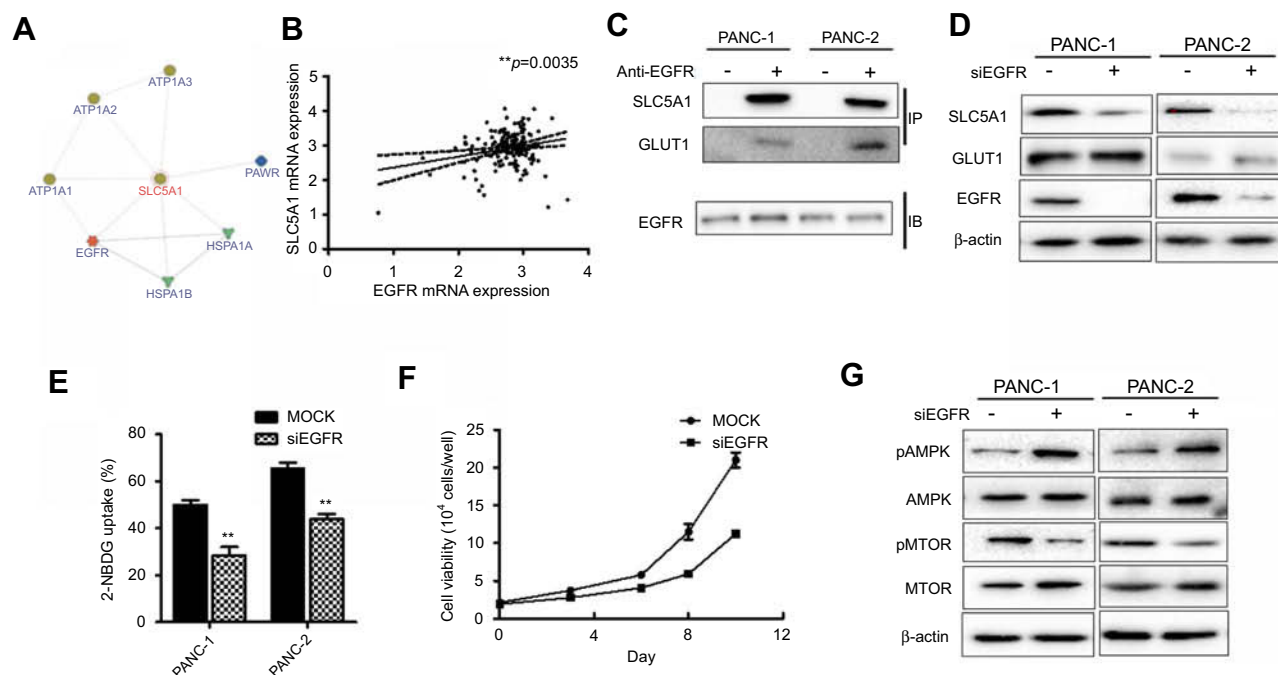 A
ATP1A3
ATP1A2
PAWR
ATP1A1
SLC5A1
EGFR
HSPA1A
HSPA1B
B
**p=0.0035
SLC5A1 mRNA expression
5
4
3
2
1
0
0 1 2 3 4
EGFR mRNA expression
C
PANC-1 PANC-2
Anti-EGFR - + - +
SLC5A1
GLUT1
IP
EGFR
IB
D
PANC-1 PANC-2
siEGFR - + - +
SLC5A1
GLUT1
EGFR
β-actin
E
MOCK
siEGFR
2-NBDG uptake (%)
80
60
40
20
0
**
**
PANC-1
PANC-2
F
MOCK
siEGFR
Cell viability (10⁴ cells/well)
25
20
15
10
5
0
0 4 8 12
Day
G
PANC-1 PANC-2
siEGFR - + - +
pAMPK
AMPK
pMTOR
MTOR
β-actin